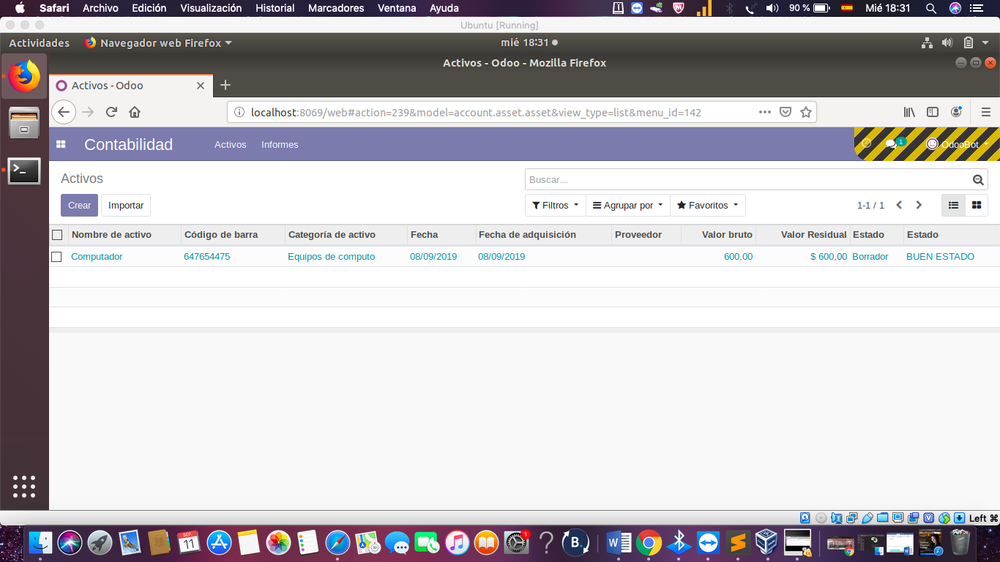 Safari Archivo Edición Visualización Historial Marcadores Ventana Ayuda 90 % Mié 18:31
Ubuntu [Running]
Actividades Navegador web Firefox mié 18:31
Activos - Odoo - Mozilla Firefox
Activos - Odoo
localhost:8069/web#action=239&model=account.asset.asset&view_type=list&menu_id=142
Contabilidad Activos Informes 1 OdooBot
Activos Buscar...
Crear Importar Filtros Agrupar por Favoritos 1-1 / 1
Nombre de activo Código de barra Categoría de activo Fecha Fecha de adquisición Proveedor Valor bruto Valor Residual Estado Estado
Computador 647654475 Equipos de computo 08/09/2019 08/09/2019 600,00 $ 600,00 Borrador BUEN ESTADO
Left ⌘
SEP. 11 1 B.